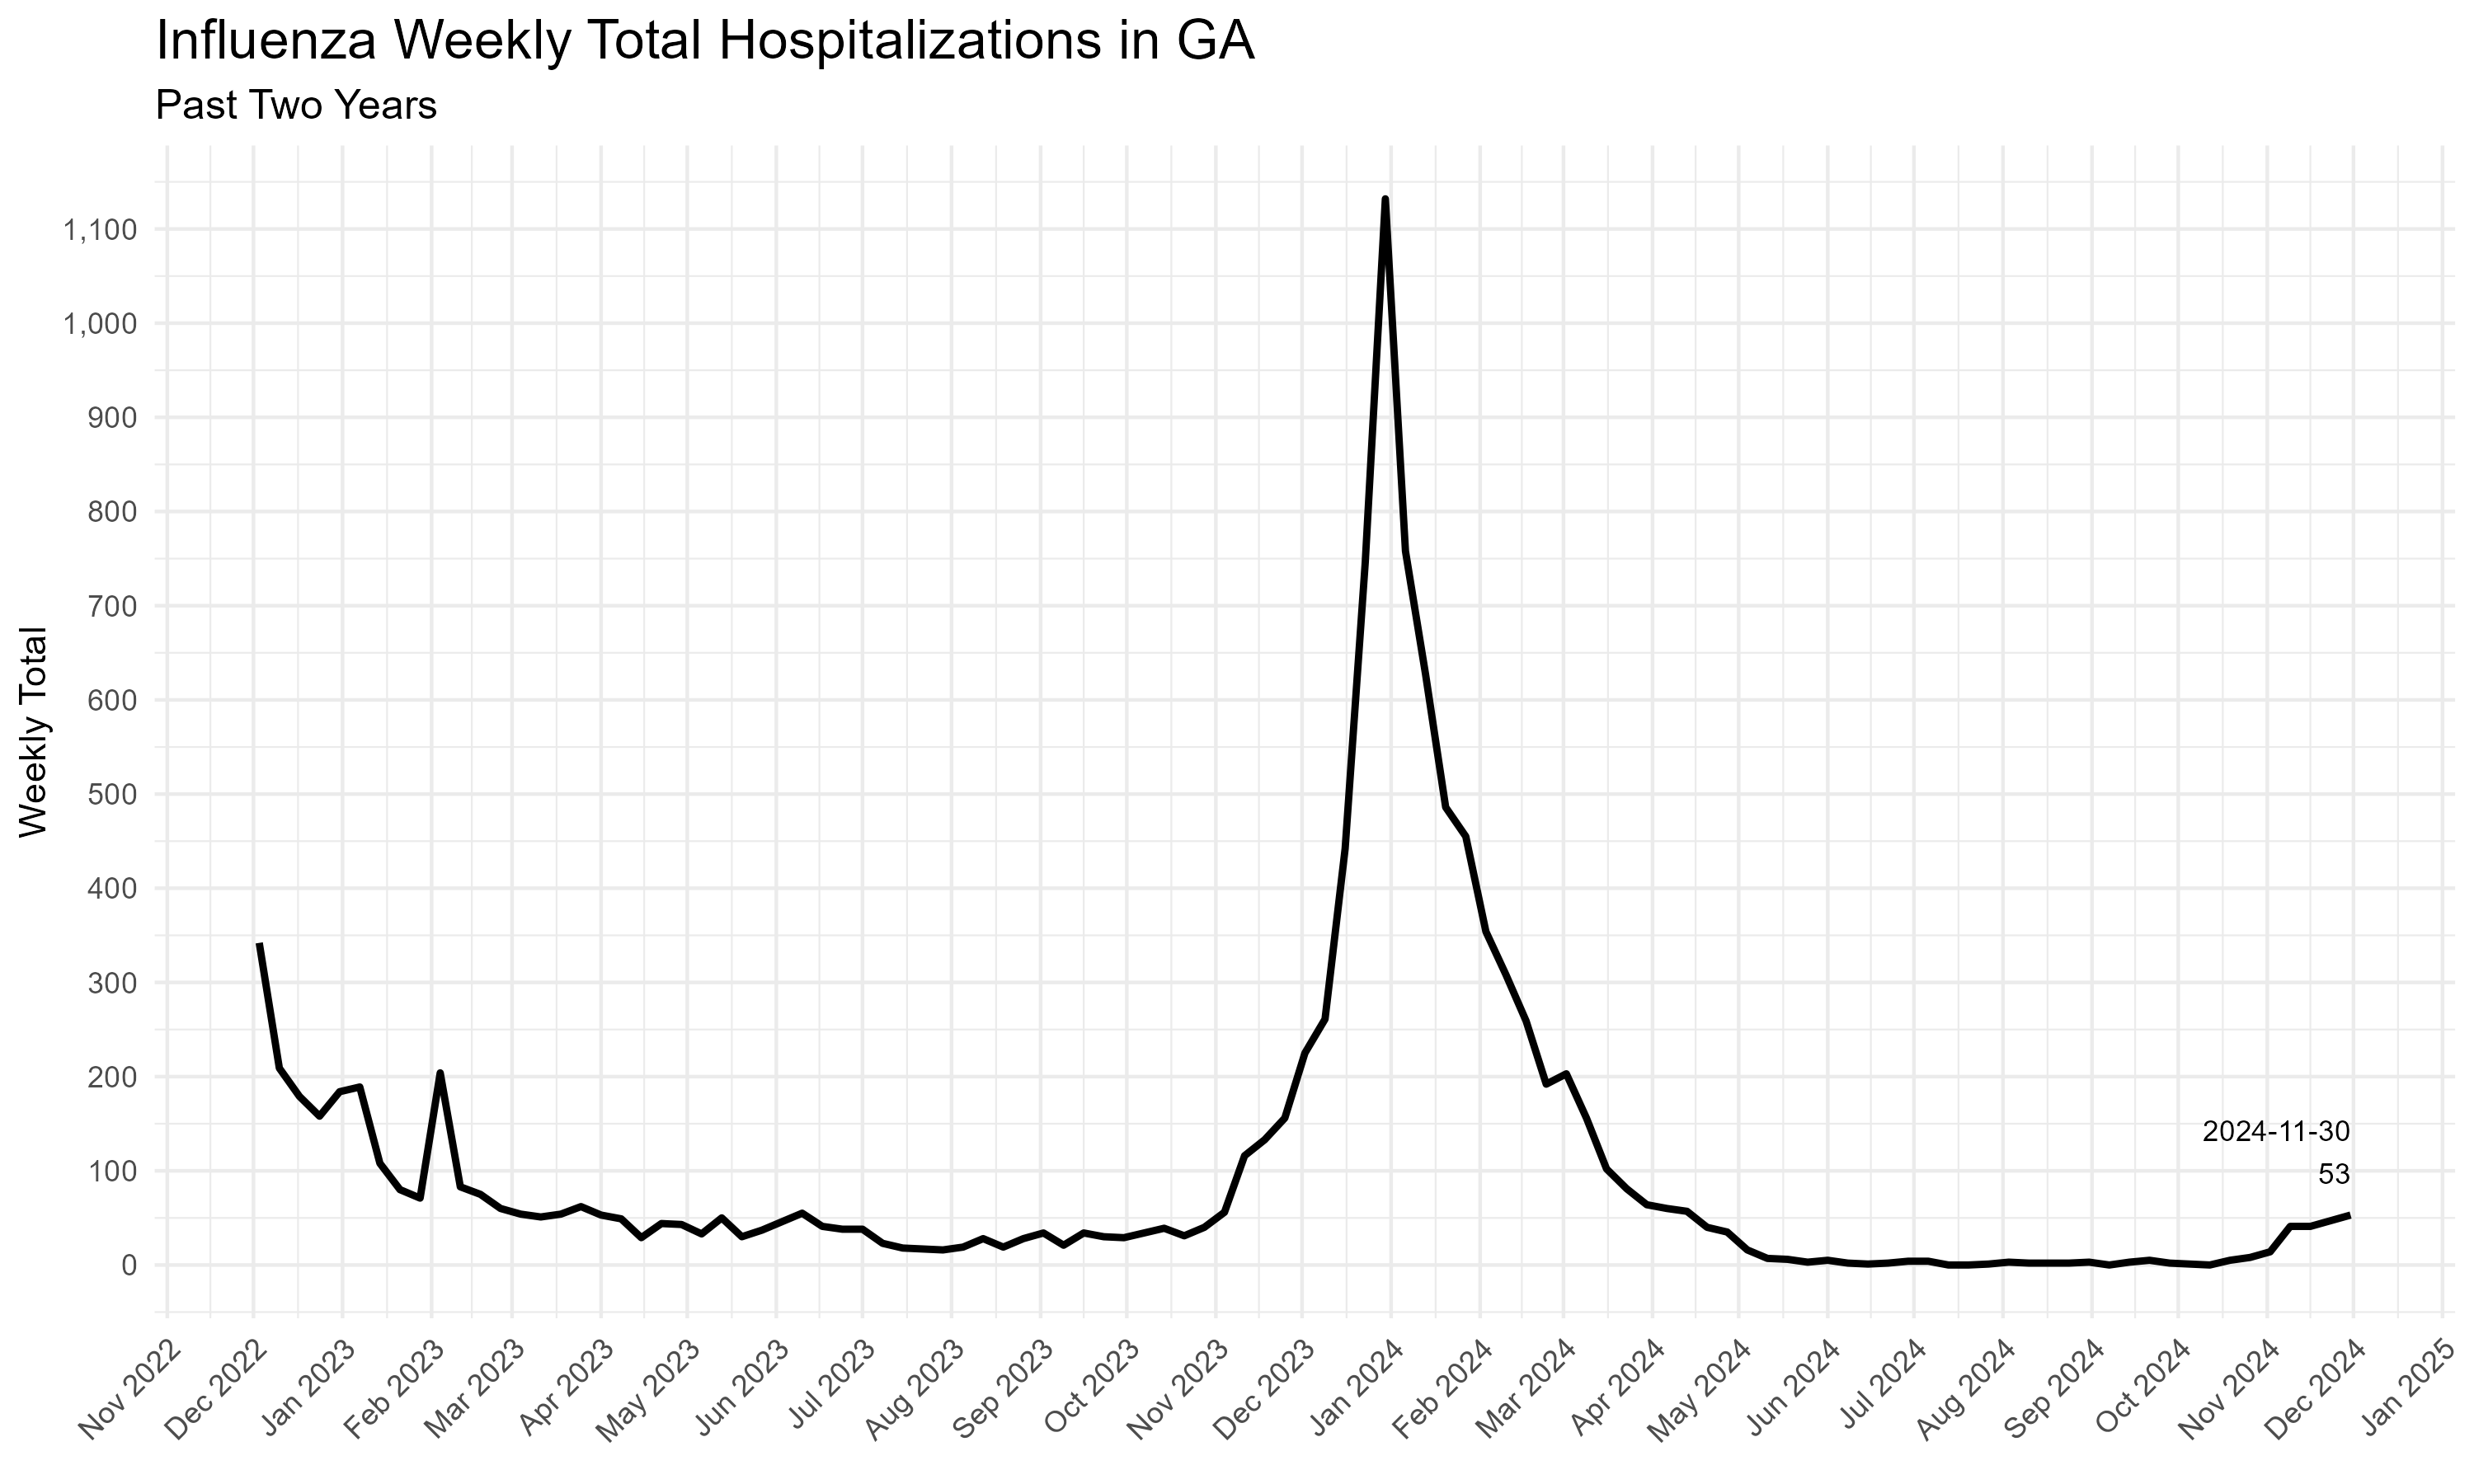 Influenza Weekly Total Hospitalizations in GA
Past Two Years
Weekly Total
1,100
1,000
900
800
700
600
500
400
300
200
100
0
2024-11-30
53
Nov 2022
Dec 2022
Jan 2023
Feb 2023
Mar 2023
Apr 2023
May 2023
Jun 2023
Jul 2023
Aug 2023
Sep 2023
Oct 2023
Nov 2023
Dec 2023
Jan 2024
Feb 2024
Mar 2024
Apr 2024
May 2024
Jun 2024
Jul 2024
Aug 2024
Sep 2024
Oct 2024
Nov 2024
Dec 2024
Jan 2025